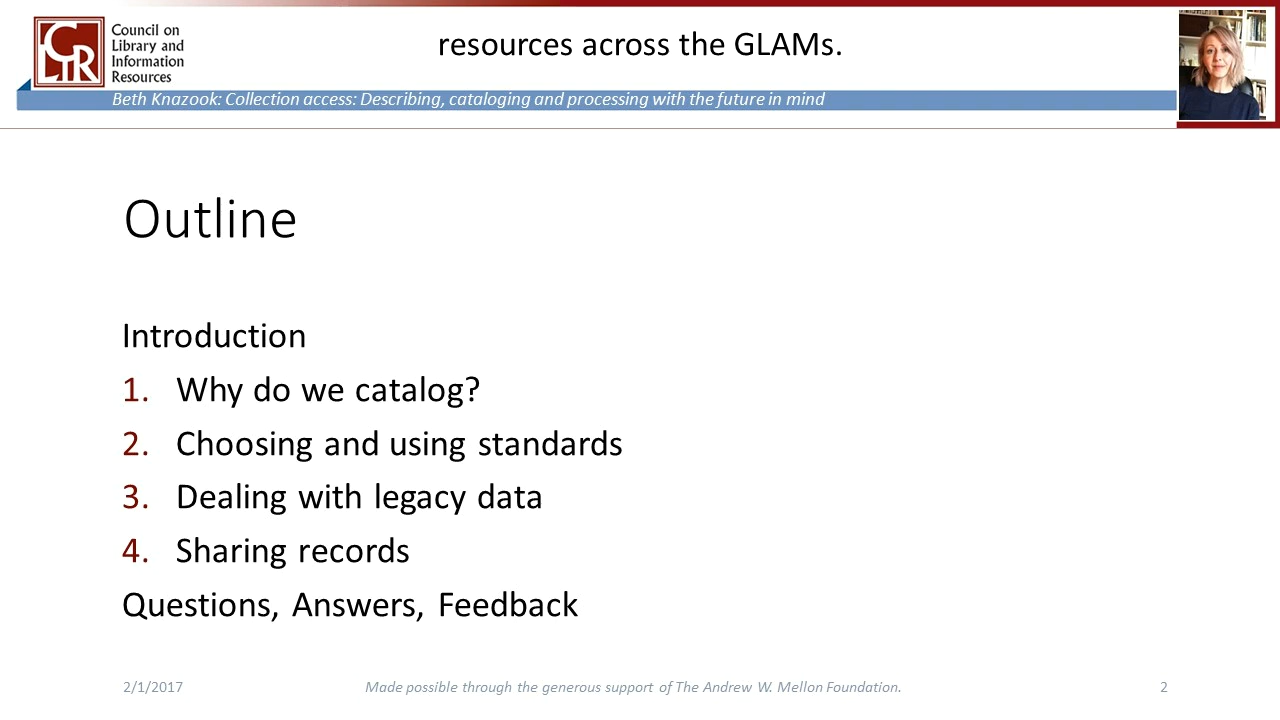 CLIR
Council on
Library and
Information
Resources
resources across the GLAMs.
Beth Knazook: Collection access: Describing, cataloging and processing with the future in mind
Outline
Introduction
1. Why do we catalog?
2. Choosing and using standards
3. Dealing with legacy data
4. Sharing records
Questions, Answers, Feedback
2/1/2017
Made possible through the generous support of The Andrew W. Mellon Foundation.
2